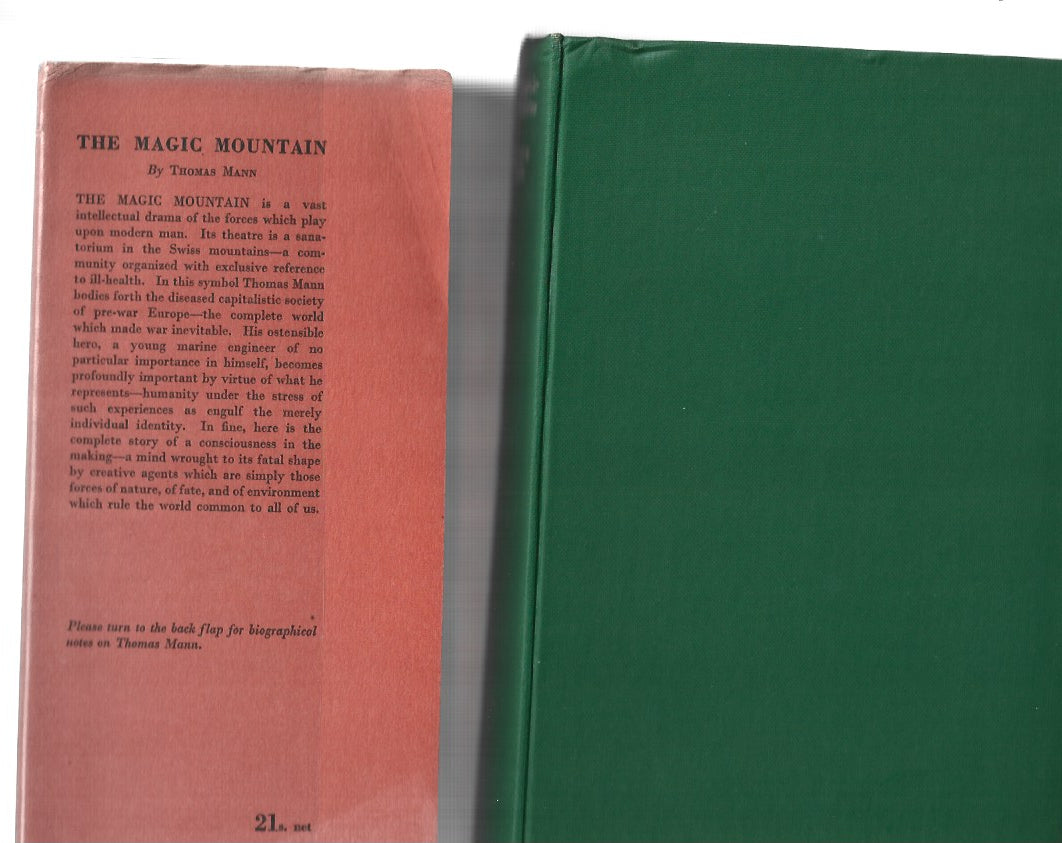 THE MAGIC MOUNTAIN
By THOMAS MANN
THE MAGIC MOUNTAIN is a vast
intellectual drama of the forces which play
upon modern man. Its theatre is a sana-
torium in the Swiss mountains—a com-
munity organized with exclusive reference
to ill-health. In this symbol Thomas Mann
bodies forth the diseased capitalistic society
of pre-war Europe—the complete world
which made war inevitable. His ostensible
hero, a young marine engineer of no
particular importance in himself, becomes
profoundly important by virtue of what he
represents—humanity under the stress of
such experiences as engulf the merely
individual identity. In fine, here is the
complete story of a consciousness in the
making—a mind wrought to its fatal shape
by creative agents which are simply those
forces of nature, of fate, and of environment
which rule the world common to all of us.
Please turn to the back flap for biographical
notes on Thomas Mann.
21s. net